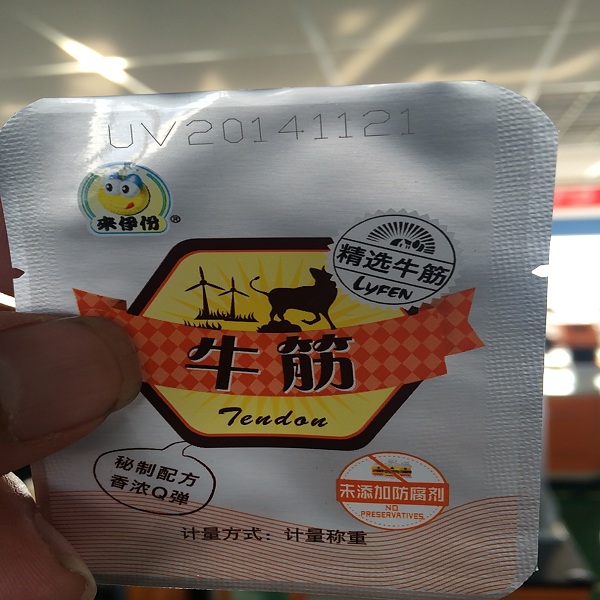 UV20141121
来伊份®
精选牛筋
LYFEN
牛筋
Tendon
秘制配方
香浓Q弹
未添加防腐剂
NO
PRESERVATIVES
计量方式：计量称重